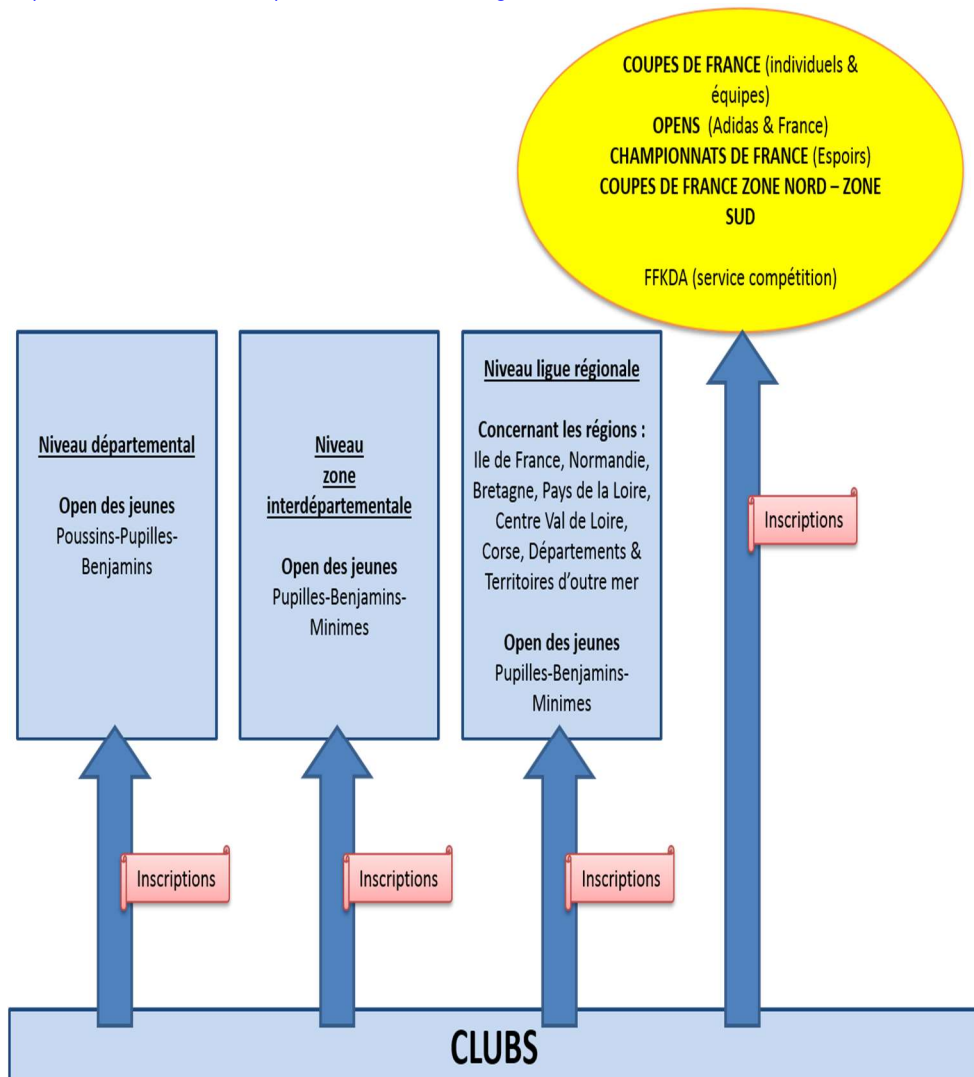 COUPES DE FRANCE (individuels &
équipes)
OPENS (Adidas & France)
CHAMPIONNATS DE FRANCE (Espoirs)
COUPES DE FRANCE ZONE NORD – ZONE
SUD
FFKDA (service compétition)
Niveau départemental
Open des jeunes
Poussins-Pupilles-
Benjamins
Niveau
zone
interdépartementale
Open des jeunes
Pupilles-Benjamins-
Minimes
Niveau ligue régionale
Concernant les régions :
Ile de France, Normandie,
Bretagne, Pays de la Loire,
Centre Val de Loire,
Corse, Départements &
Territoires d'outre mer
Open des jeunes
Pupilles-Benjamins-
Minimes
Inscriptions
Inscriptions
Inscriptions
Inscriptions
CLUBS